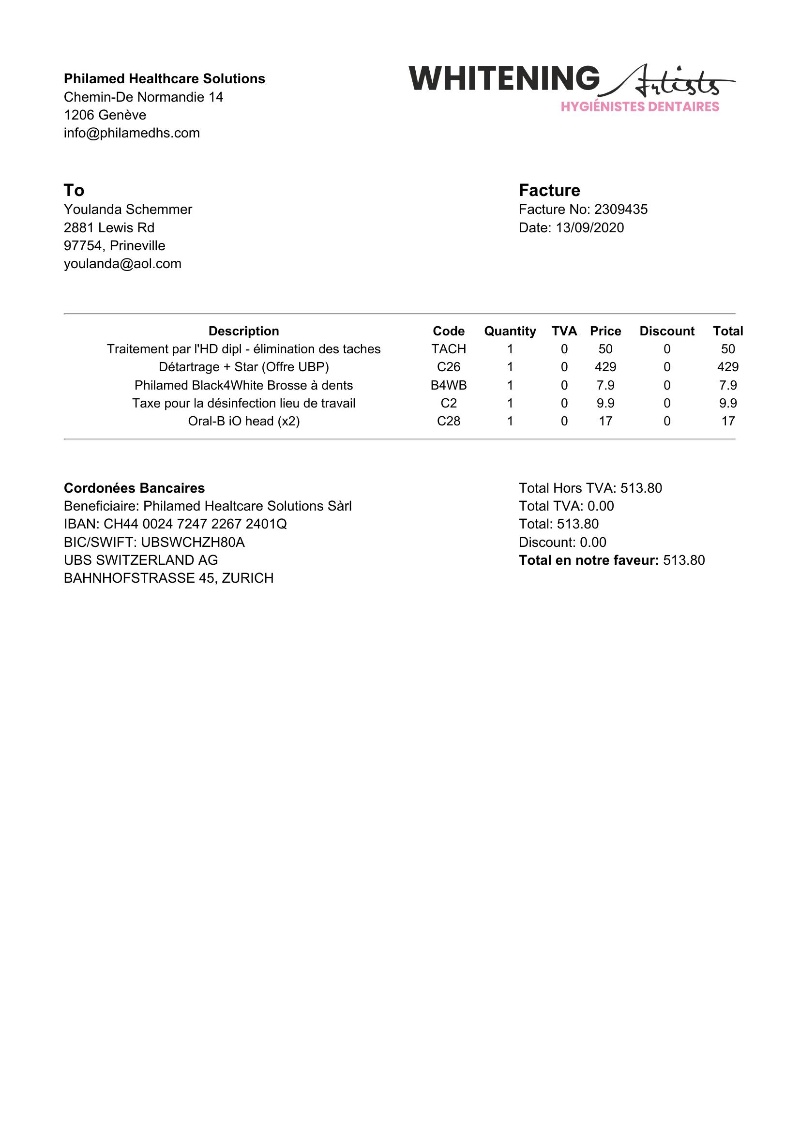 Philamed Healthcare Solutions
Chemin-De Normandie 14
1206 Genève
info@philamedhs.com
WHITENING Artists
HYGIÉNISTES DENTAIRES
To
Youlanda Schemmer
2881 Lewis Rd
97754, Prineville
youlanda@aol.com
Facture
Facture No: 2309435
Date: 13/09/2020
Description Code Quantity TVA Price Discount Total
Traitement par l'HD dipl - élimination des taches TACH 1 0 50 0 50
Détartrage + Star (Offre UBP) C26 1 0 429 0 429
Philamed Black4White Brosse à dents B4WB 1 0 7.9 0 7.9
Taxe pour la désinfection lieu de travail C2 1 0 9.9 0 9.9
Oral-B iO head (x2) C28 1 0 17 0 17
Cordonées Bancaires
Beneficiaire: Philamed Healtcare Solutions Sàrl
IBAN: CH44 0024 7247 2267 2401Q
BIC/SWIFT: UBSWCHZH80A
UBS SWITZERLAND AG
BAHNHOFSTRASSE 45, ZURICH
Total Hors TVA: 513.80
Total TVA: 0.00
Total: 513.80
Discount: 0.00
Total en notre faveur: 513.80